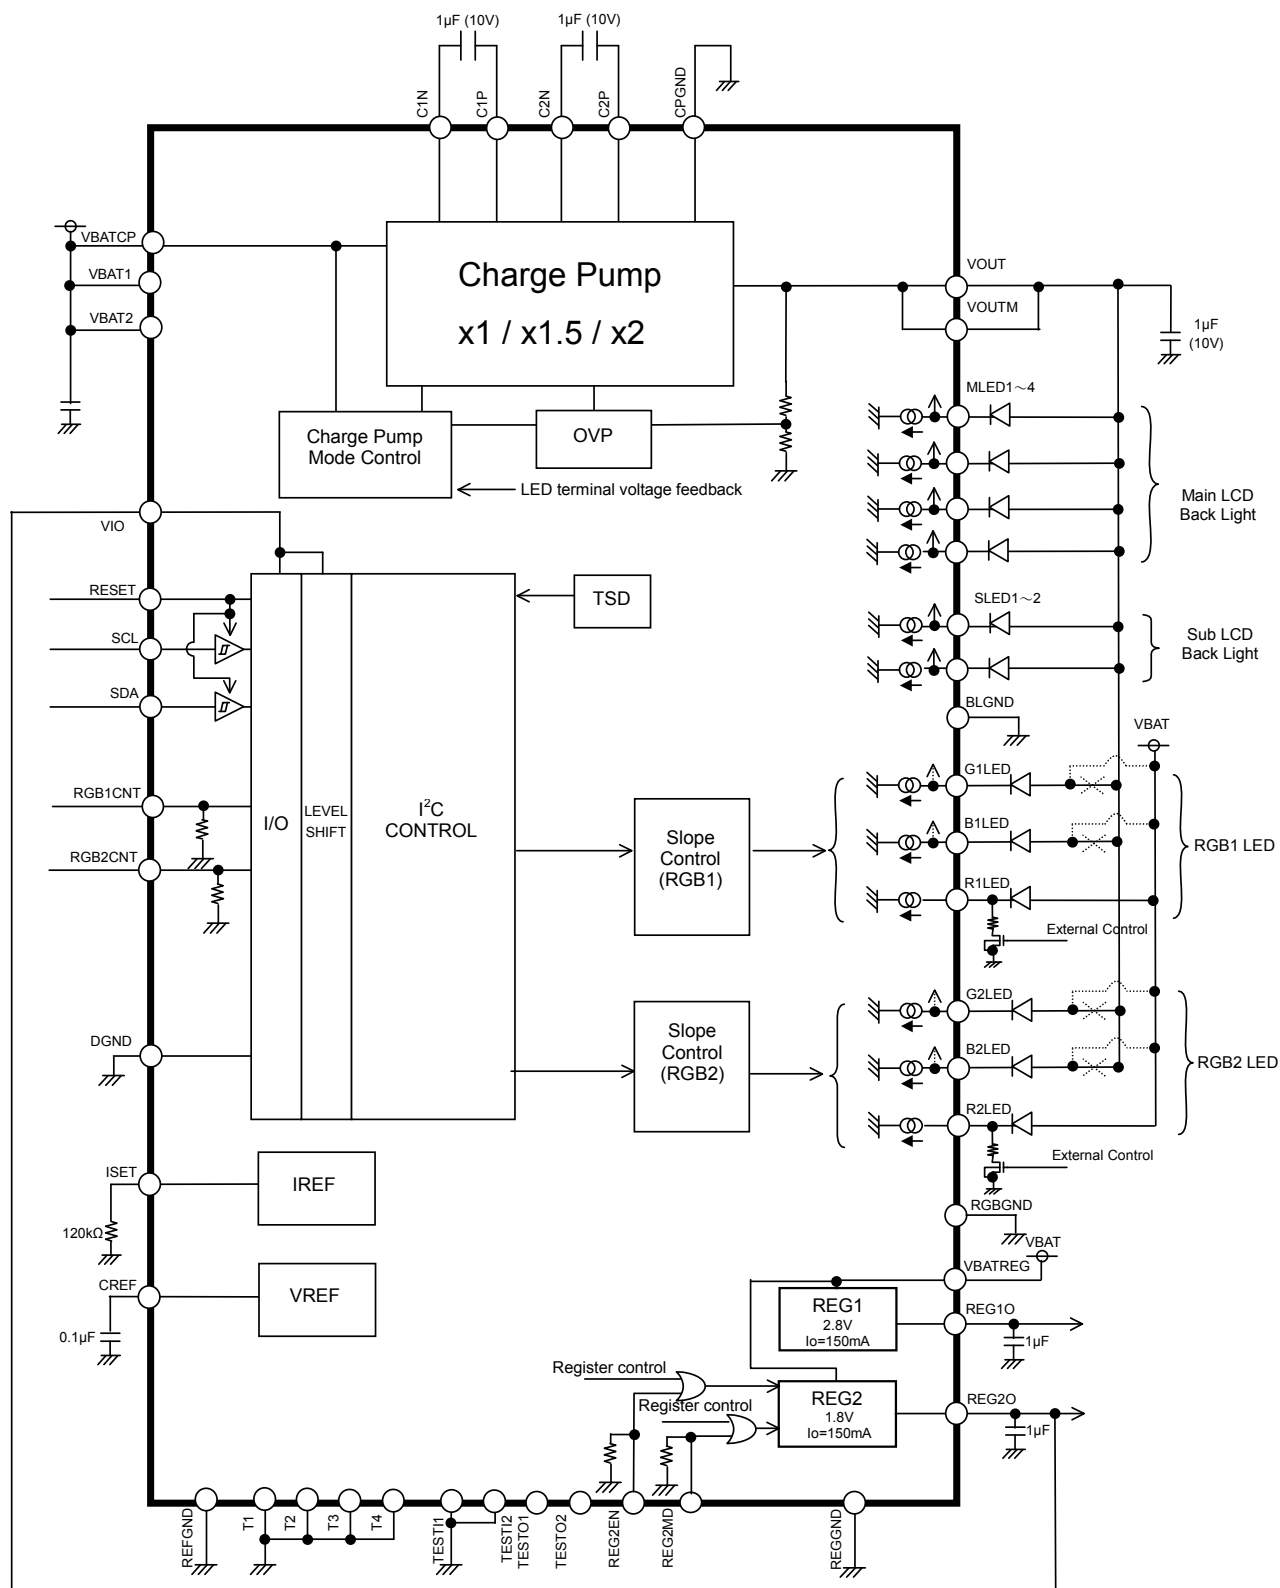 1μF (10V)
1μF (10V)
C1N
C1P
C2N
C2P
CPGND
VBATCP
VBAT1
VBAT2
Charge Pump
x1 / x1.5 / x2
VOUT
VOUTM
1μF
(10V)
Charge Pump
Mode Control
OVP
LED terminal voltage feedback
MLED1～4
Main LCD
Back Light
VIO
RESET
SCL
SDA
TSD
SLED1～2
Sub LCD
Back Light
BLGND
VBAT
RGB1CNT
RGB2CNT
I/O
LEVEL
SHIFT
I²C
CONTROL
Slope
Control
(RGB1)
G1LED
B1LED
R1LED
RGB1 LED
External Control
DGND
Slope
Control
(RGB2)
G2LED
B2LED
R2LED
RGB2 LED
External Control
ISET
120kΩ
IREF
RGBGND
VBAT
VBATREG
CREF
0.1μF
VREF
REG1
2.8V
Io=150mA
REG1O
1μF
Register control
Register control
REG2
1.8V
Io=150mA
REG2O
1μF
REFGND
T1
T2
T3
T4
TESTI1
TESTI2
TESTO1
TESTO2
REG2EN
REG2MD
REGGND